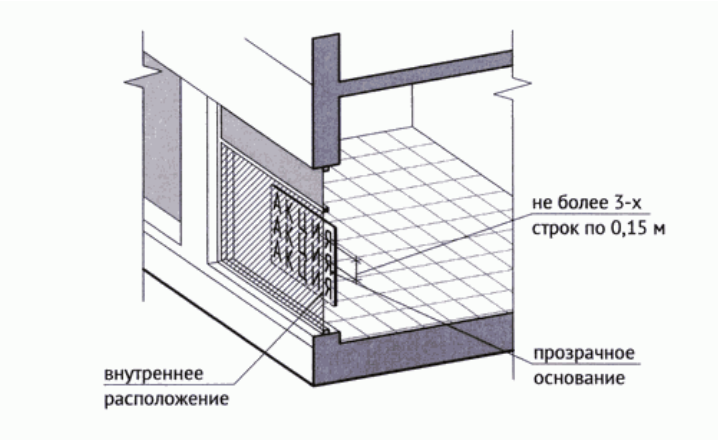 АКЦИЯ
АКЦИЯ
АКЦИЯ
не более 3-х
строк по 0,15 м
прозрачное
основание
внутреннее
расположение